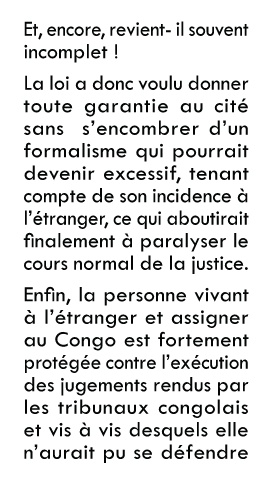 Et, encore, revient- il souvent
incomplet !
La loi a donc voulu donner
toute garantie au cité
sans s’encombrer d’un
formalisme qui pourrait
devenir excessif, tenant
compte de son incidence à
l’étranger, ce qui aboutirait
finalement à paralyser le
cours normal de la justice.
Enfin, la personne vivant
à l’étranger et assigner
au Congo est fortement
protégée contre l’exécution
des jugements rendus par
les tribunaux congolais
et vis à vis desquels elle
n’aurait pu se défendre